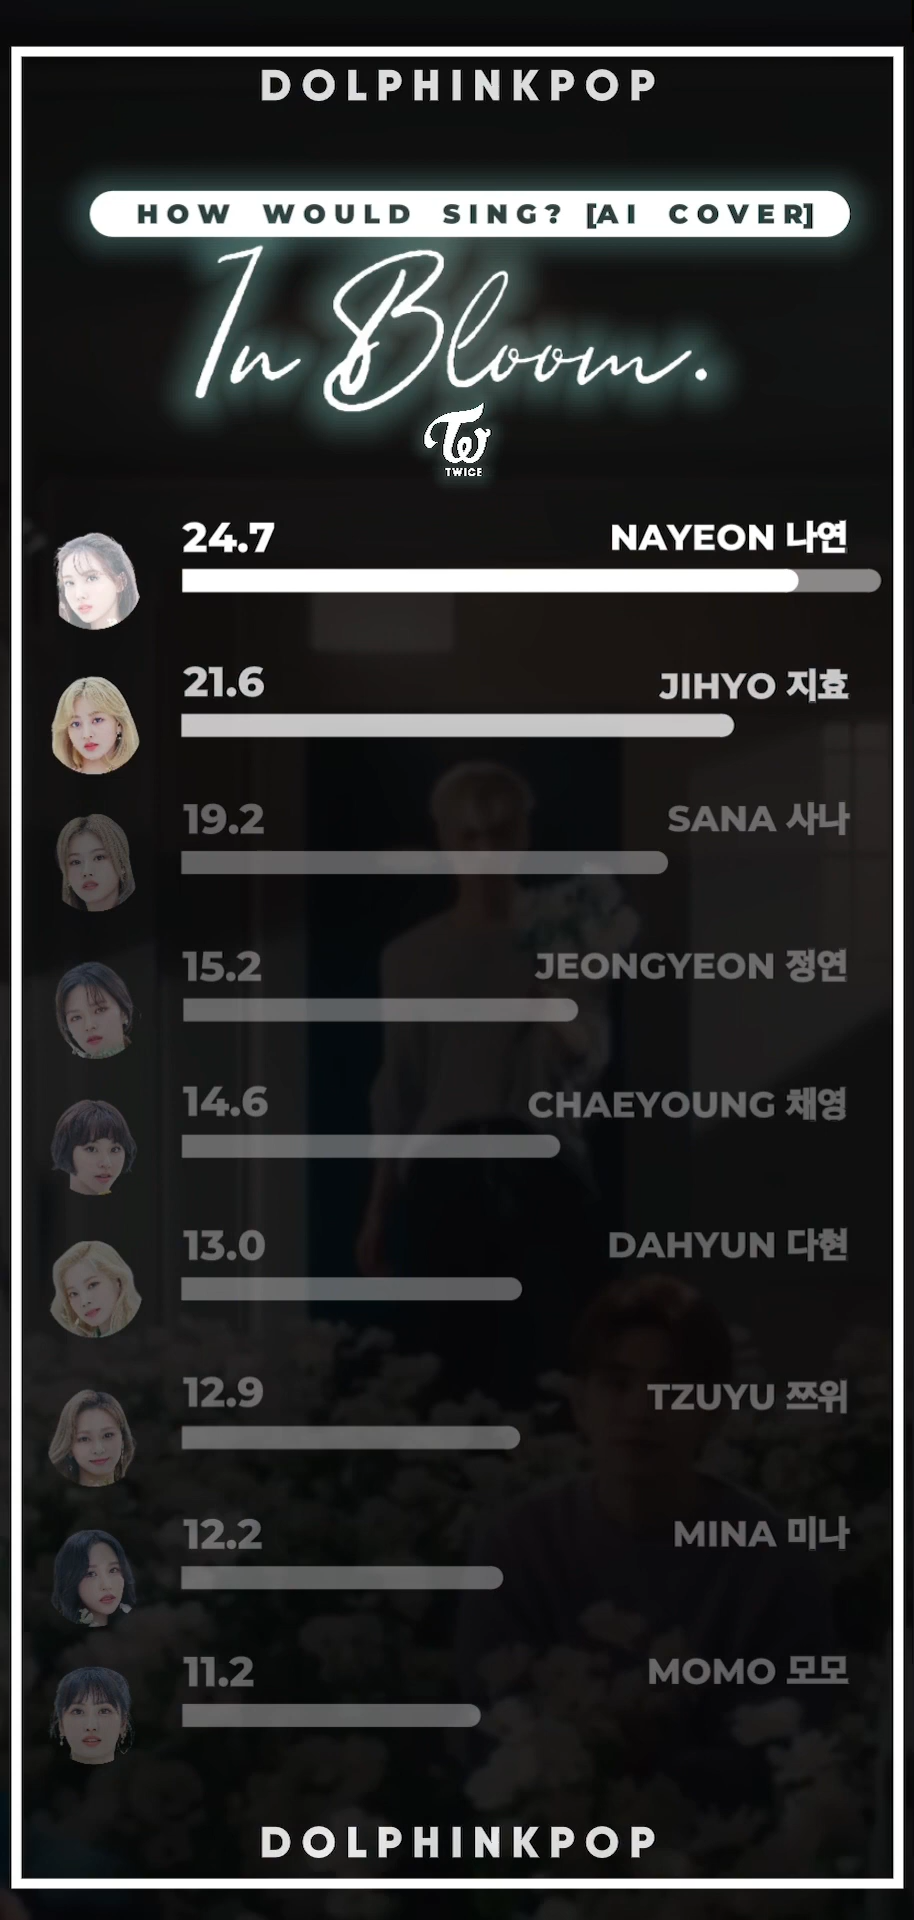 DOLPHINKPOP
HOW WOULD SING? [AI COVER]
In Bloom.
TWICE
24.7 NAYEON 나연
21.6 JIHYO 지효
19.2 SANA 사나
15.2 JEONGYEON 정연
14.6 CHAEYOUNG 채영
13.0 DAHYUN 다현
12.9 TZUYU 쯔위
12.2 MINA 미나
11.2 MOMO 모모
DOLPHINKPOP